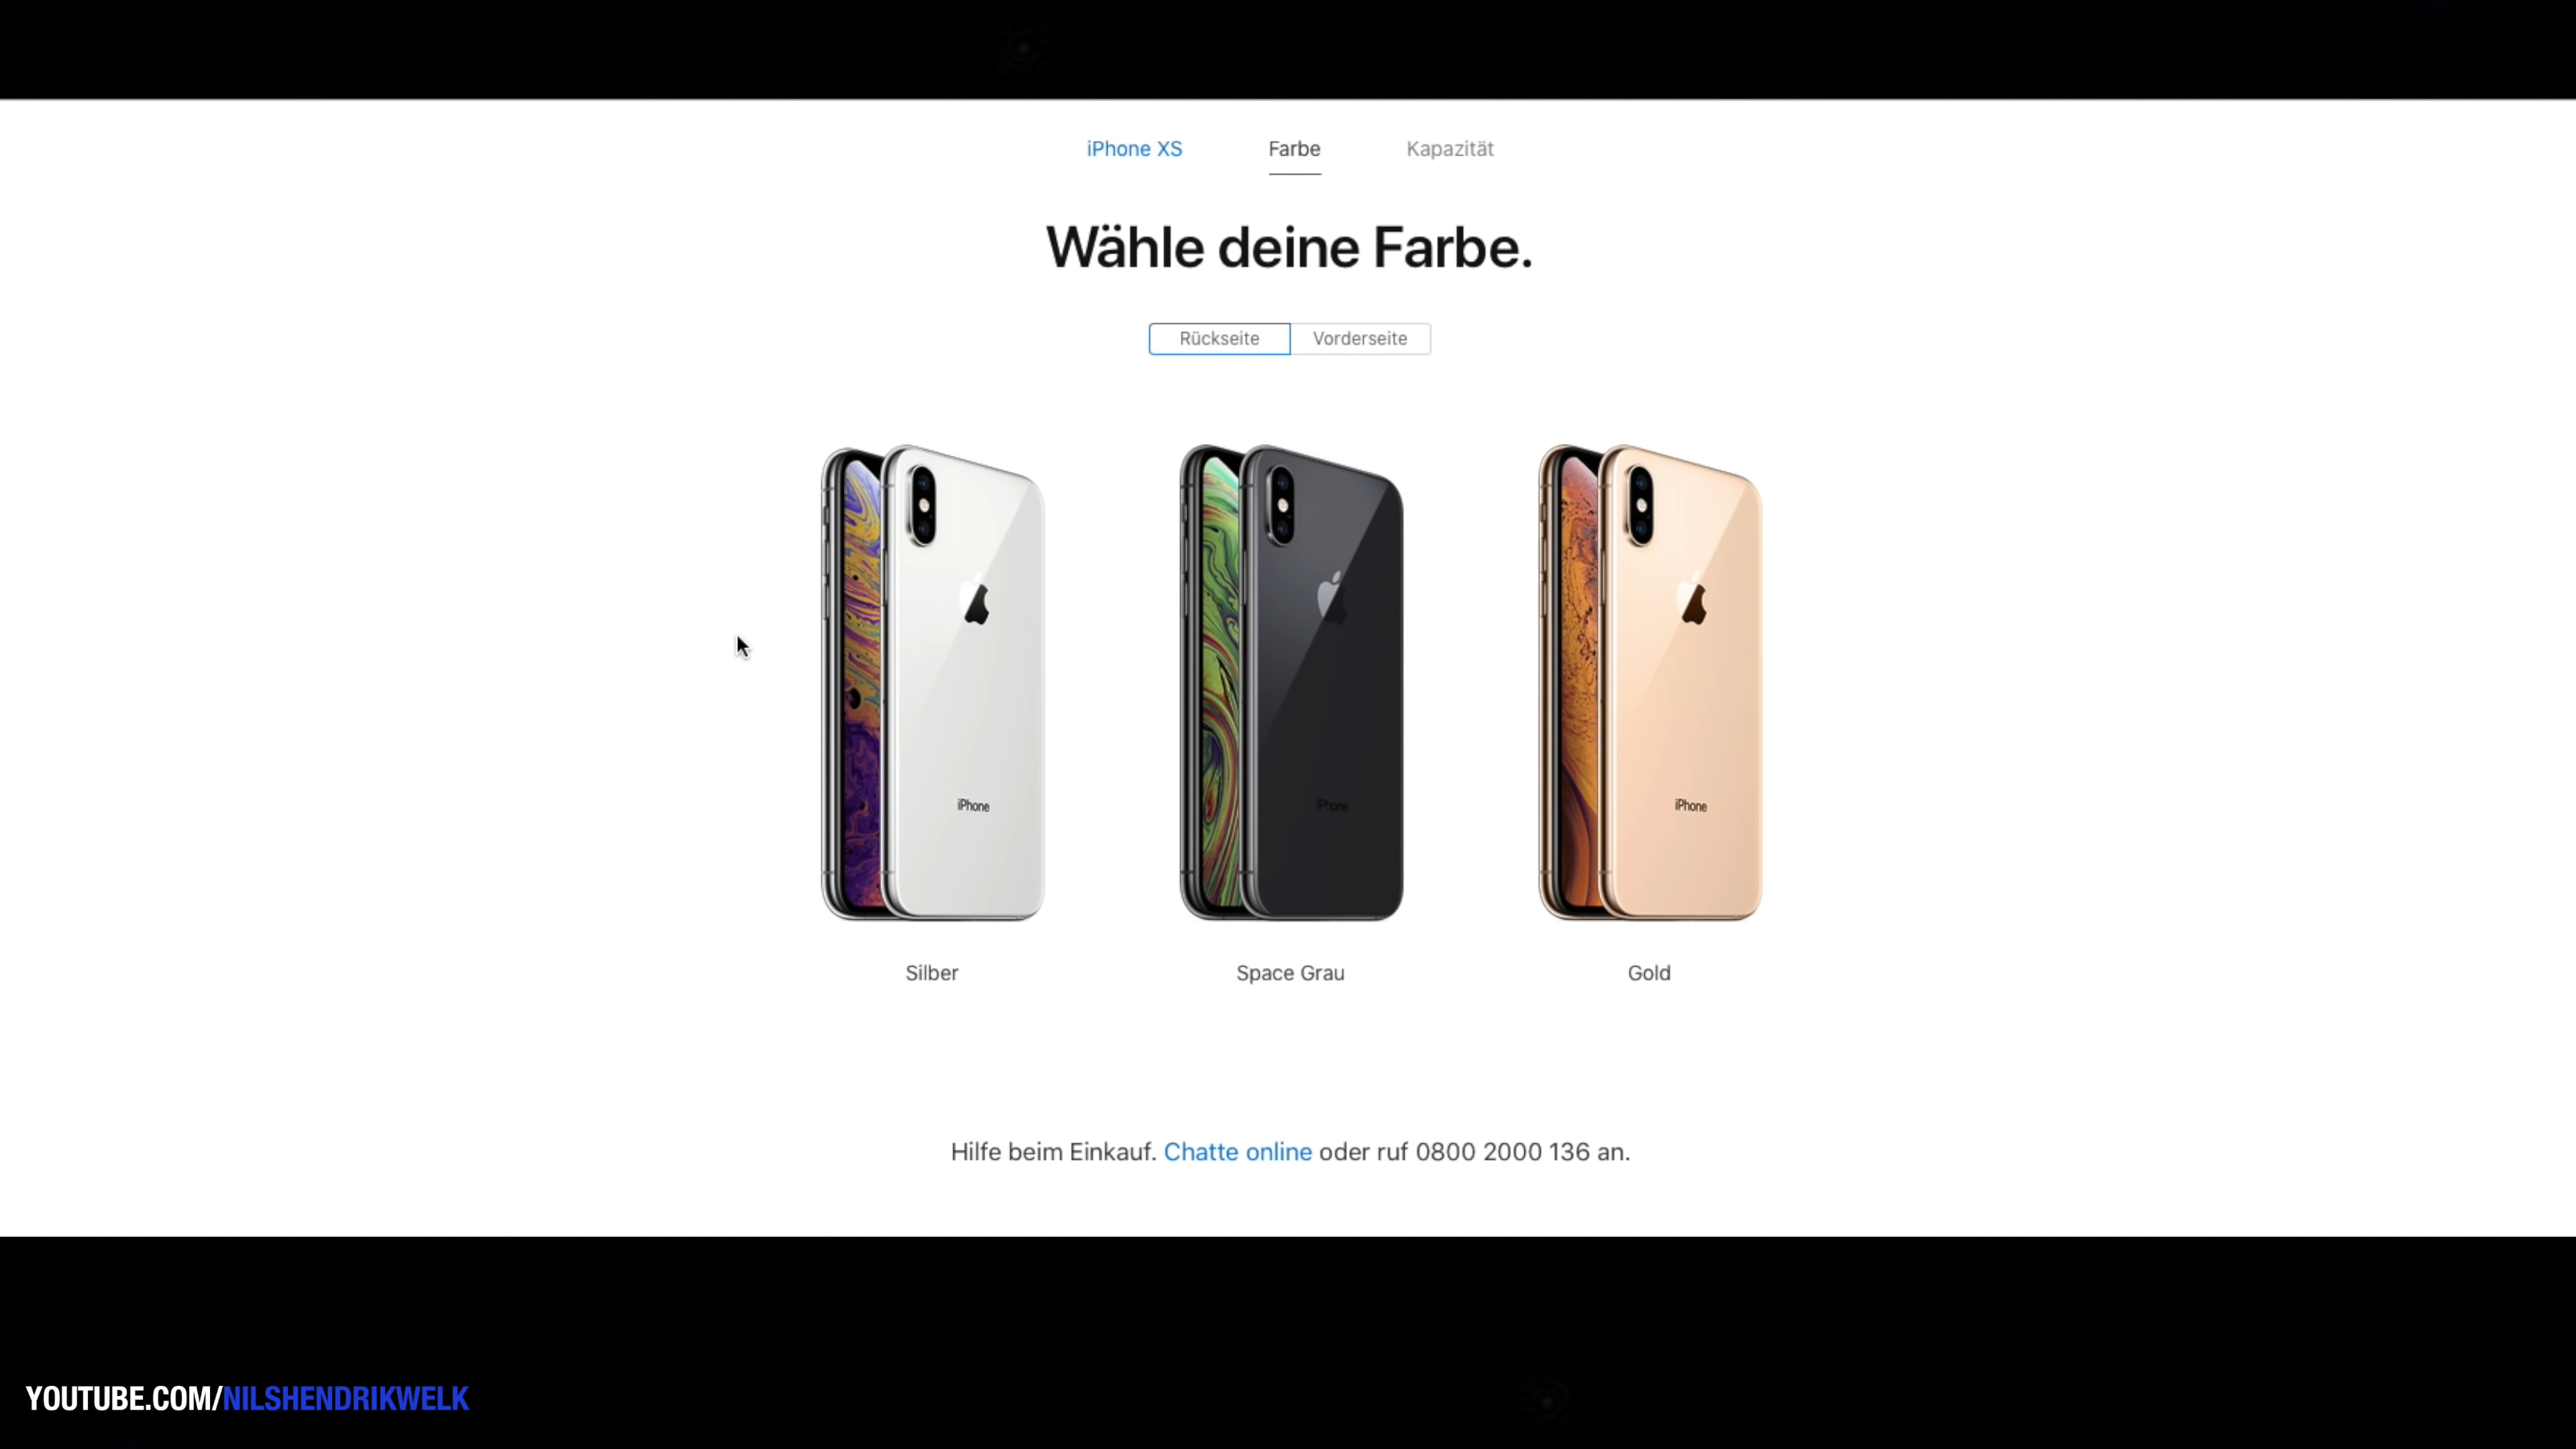 iPhone XS Farbe Kapazität
Wähle deine Farbe.
Rückseite Vorderseite
iPhone iPhone iPhone
Silber Space Grau Gold
Hilfe beim Einkauf. Chatte online oder ruf 0800 2000 136 an.
YOUTUBE.COM/NILSHENDRIKWELK